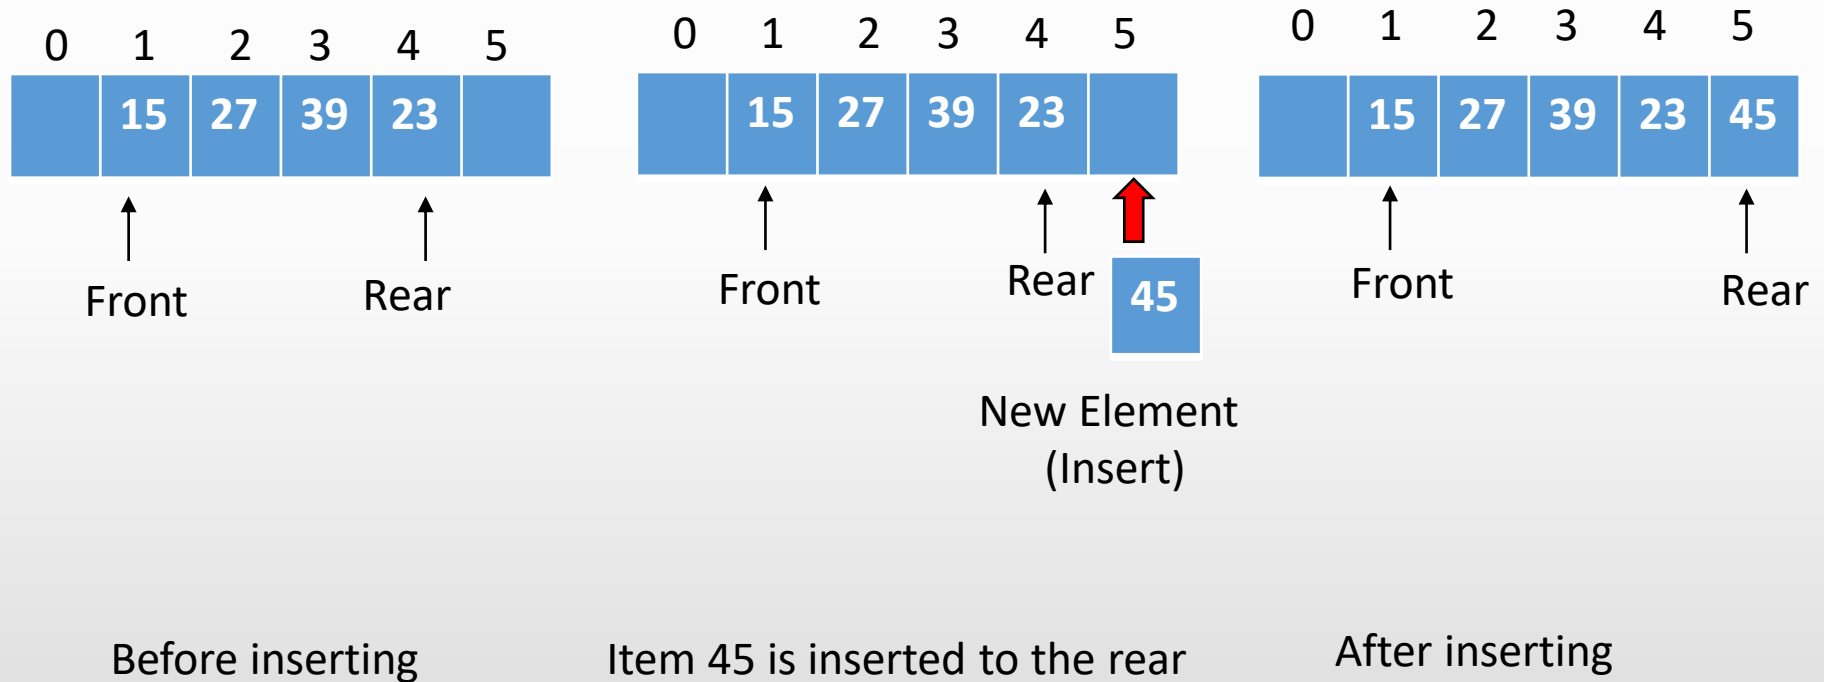 0 1 2 3 4 5
15 27 39 23
Front Rear
0 1 2 3 4 5
15 27 39 23
Front Rear
45
New Element
(Insert)
0 1 2 3 4 5
15 27 39 23 45
Front Rear
Before inserting
Item 45 is inserted to the rear
After inserting